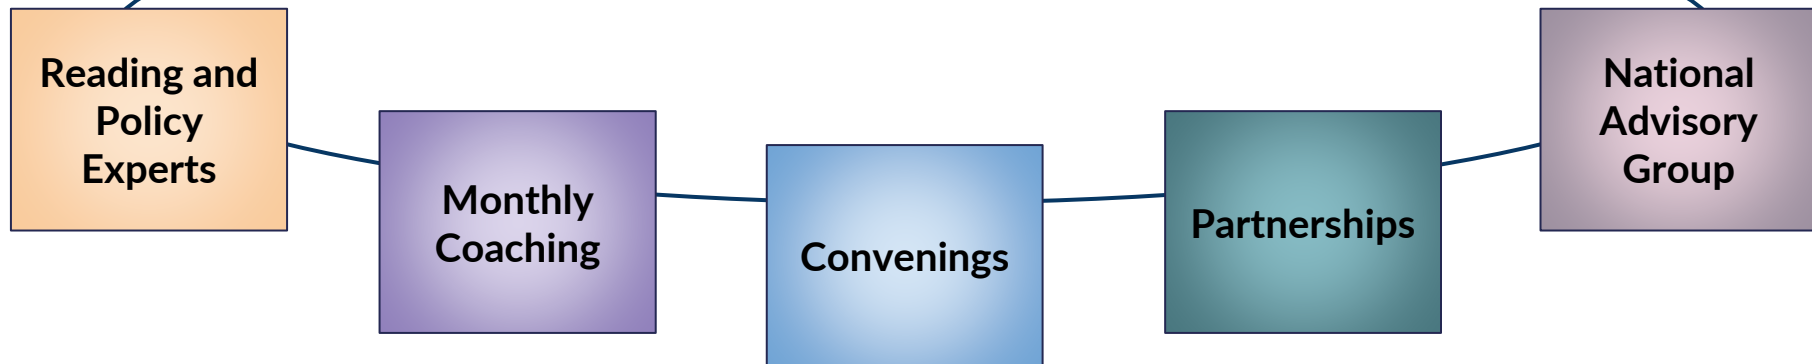 Reading and
Policy
Experts
Monthly
Coaching
Convenings
Partnerships
National
Advisory
Group